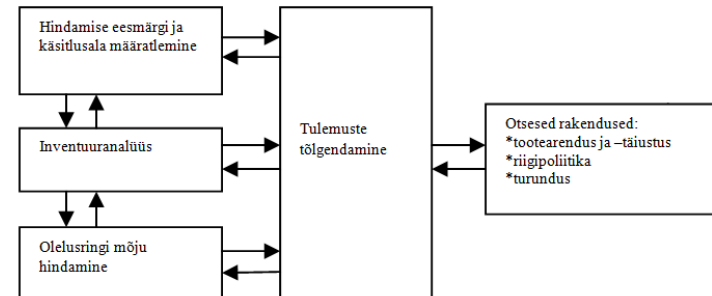 Hindamise eesmärgi ja
käsitlusala määratlemine
Inventuuranalüüs
Olelusringi mõju
hindamine
Tulemuste
tõlgendamine
Otsesed rakendused:
*tootearendus ja –täiustus
*riigipoliitika
*turundus